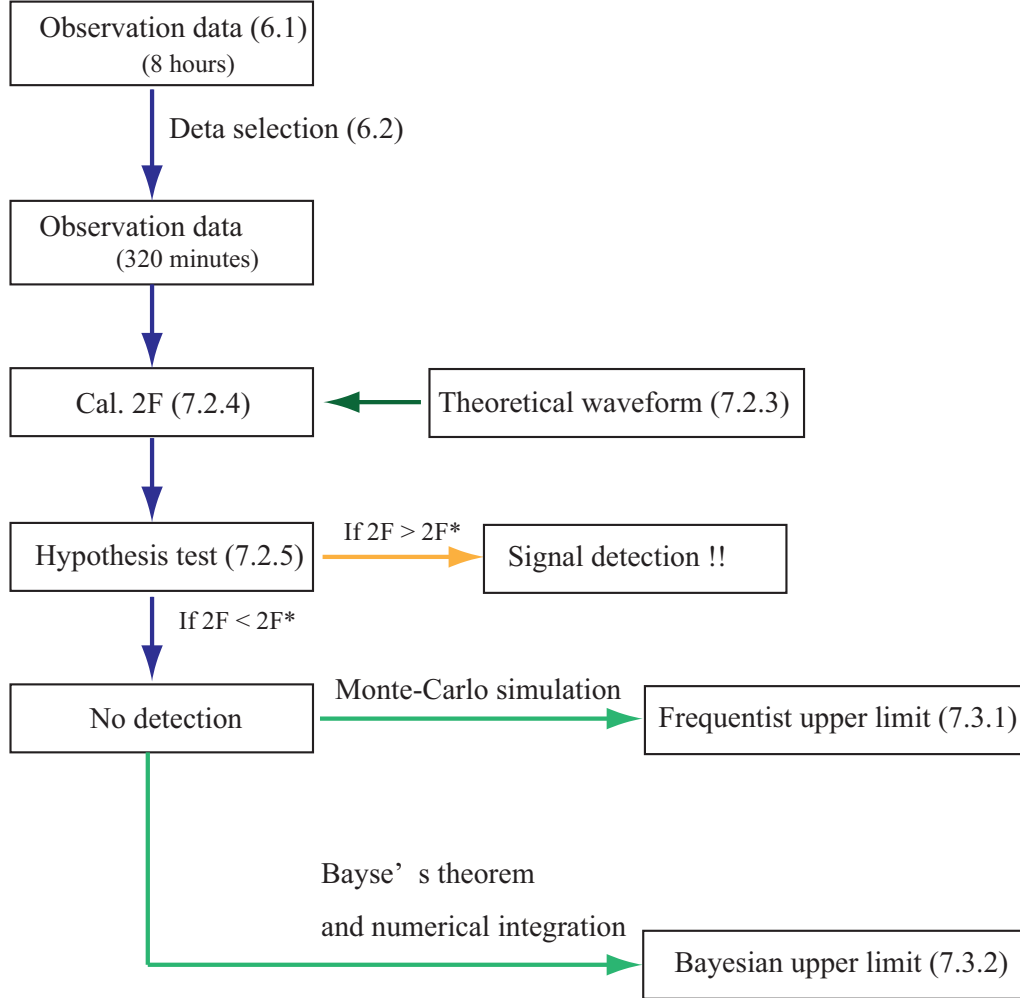 Observation data (6.1)
(8 hours)
Deta selection (6.2)
Observation data
(320 minutes)
Cal. 2F (7.2.4)
Theoretical waveform (7.2.3)
Hypothesis test (7.2.5)
If 2F > 2F*
Signal detection !!
If 2F < 2F*
No detection
Monte-Carlo simulation
Frequentist upper limit (7.3.1)
Bayse’ s theorem
and numerical integration
Bayesian upper limit (7.3.2)